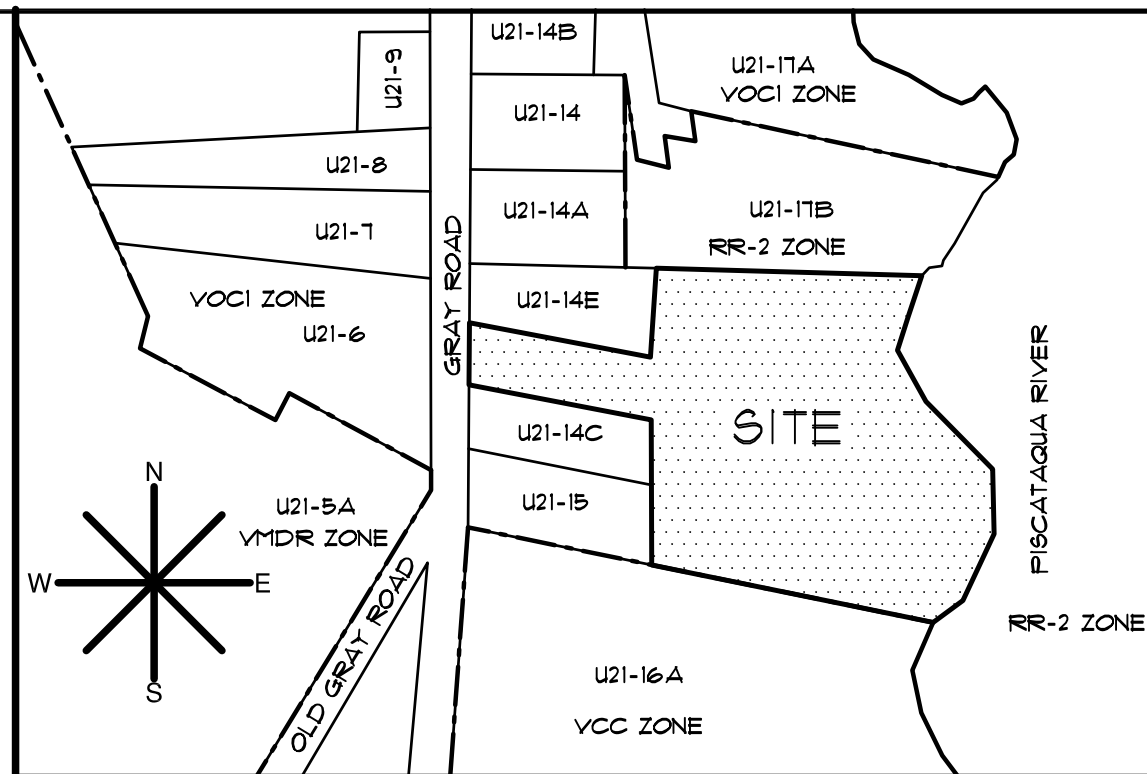 U21-14B
U21-9
U21-17A
VOC1 ZONE
U21-14
U21-8
U21-14A
U21-17B
RR-2 ZONE
U21-7
GRAY ROAD
VOC1 ZONE
U21-6
U21-14E
SITE
PISCATAQUA RIVER
U21-14C
U21-15
N
W
E
S
U21-5A
VMDR ZONE
OLD GRAY ROAD
RR-2 ZONE
U21-16A
VCC ZONE